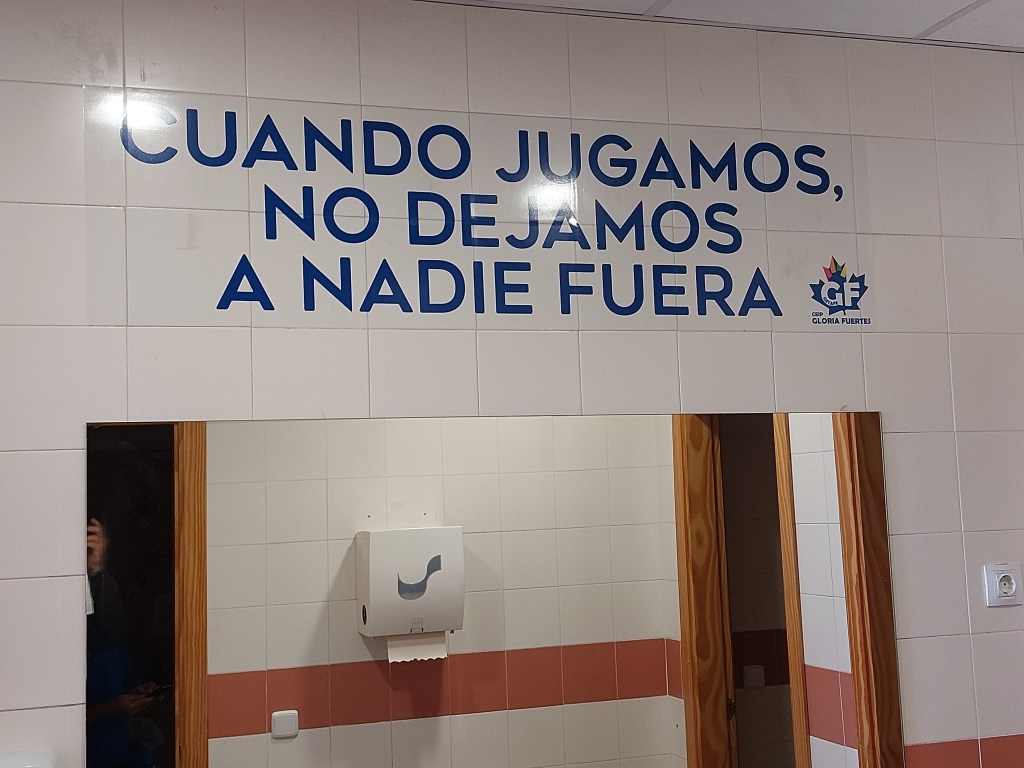 CUANDO JUGAMOS,
NO DEJAMOS
A NADIE FUERA
GF
CEIP
GLORIA FUERTES